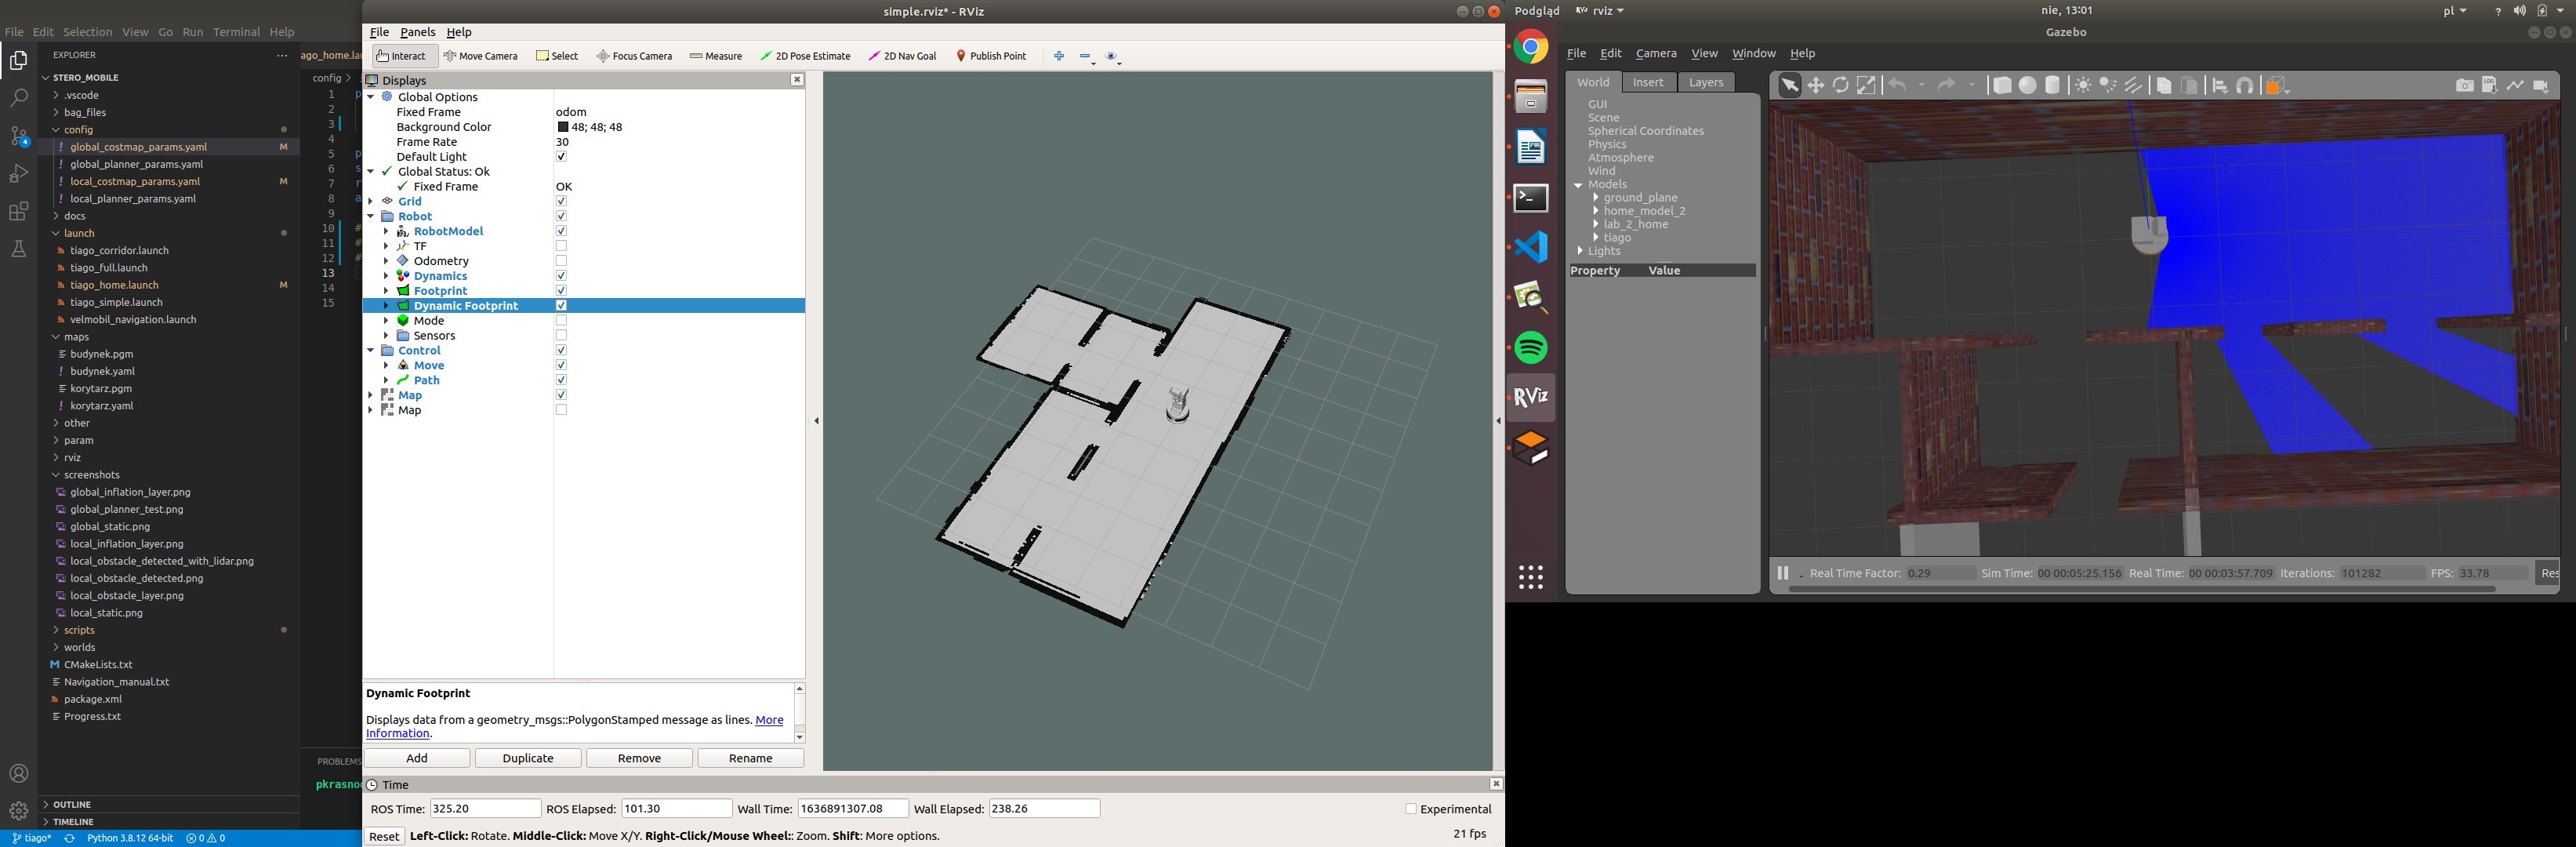 File Edit Selection View Go Run Terminal Help
EXPLORER
STERO_MOBILE
.vscode
bag_files
config
! global_costmap_params.yaml M
! global_planner_params.yaml
! local_costmap_params.yaml M
! local_planner_params.yaml
docs
launch
tiago_corridor.launch
tiago_full.launch
tiago_home.launch M
tiago_simple.launch
velmobil_navigation.launch
maps
budynek.pgm
! budynek.yaml
korytarz.pgm
! korytarz.yaml
other
param
rviz
screenshots
global_inflation_layer.png
global_planner_test.png
global_static.png
local_inflation_layer.png
local_obstacle_detected_with_lidar.png
local_obstacle_detected.png
local_obstacle_layer.png
local_static.png
scripts
worlds
M CMakeLists.txt
Navigation_manual.txt
package.xml
Progress.txt
OUTLINE
TIMELINE
tiago* Python 3.8.12 64-bit 0 0
4
tiago_home.lau
config >
1 p
2
3
4
5 p
6 s
7 r
8 a
9
10 #
11 #
12 #
13
14
15
PROBLEMS
pkrasno
simple.rviz* - RViz
File Panels Help
Interact Move Camera Select Focus Camera Measure 2D Pose Estimate 2D Nav Goal Publish Point
Displays
Global Options
Fixed Frame odom
Background Color 48; 48; 48
Frame Rate 30
Default Light
Global Status: Ok
Fixed Frame OK
Grid
Robot
RobotModel
TF
Odometry
Dynamics
Footprint
Dynamic Footprint
Mode
Sensors
Control
Move
Path
Map
Map
Dynamic Footprint
Displays data from a geometry_msgs::PolygonStamped message as lines. More
Information.
Add Duplicate Remove Rename
Time
ROS Time: 325.20 ROS Elapsed: 101.30 Wall Time: 1636891307.08 Wall Elapsed: 238.26 Experimental
Reset Left-Click: Rotate. Middle-Click: Move X/Y. Right-Click/Mouse Wheel:: Zoom. Shift: More options. 21 fps
Podgląd RViz rviz nie, 13:01 pl ?
RViz
Gazebo
File Edit Camera View Window Help
World Insert Layers
GUI
Scene
Spherical Coordinates
Physics
Atmosphere
Wind
Models
ground_plane
home_model_2
lab_2_home
tiago
Lights
Property Value
LOG
Real Time Factor: 0.29 Sim Time: 00 00:05:25.156 Real Time: 00 00:03:57.709 Iterations: 101282 FPS: 33.78 Res